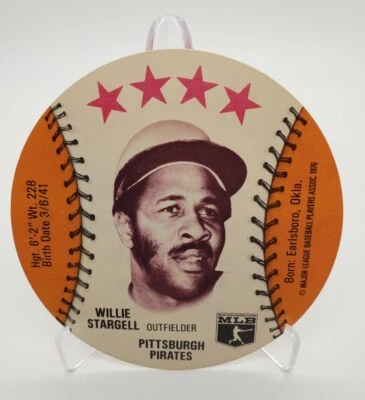 Hgt: 6'-2" Wt. 228
Birth Date 3/6/41
WILLIE
STARGELL OUTFIELDER
PITTSBURGH
PIRATES
MLB
Born: Earlsboro, Okla.
© MAJOR LEAGUE BASEBALL PLAYERS ASSOC. 1976